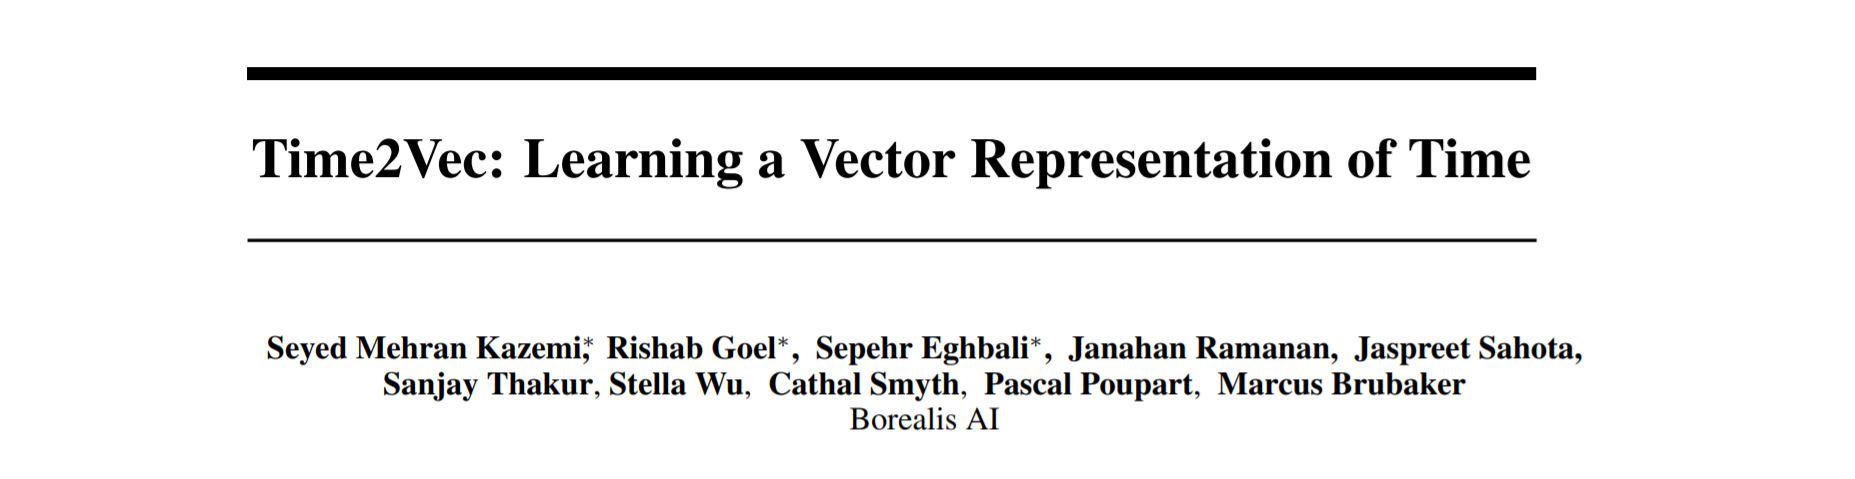 Time2Vec: Learning a Vector Representation of Time
Seyed Mehran Kazemi,* Rishab Goel*, Sepehr Eghbali*, Janahan Ramanan, Jaspreet Sahota,
Sanjay Thakur, Stella Wu, Cathal Smyth, Pascal Poupart, Marcus Brubaker
Borealis AI